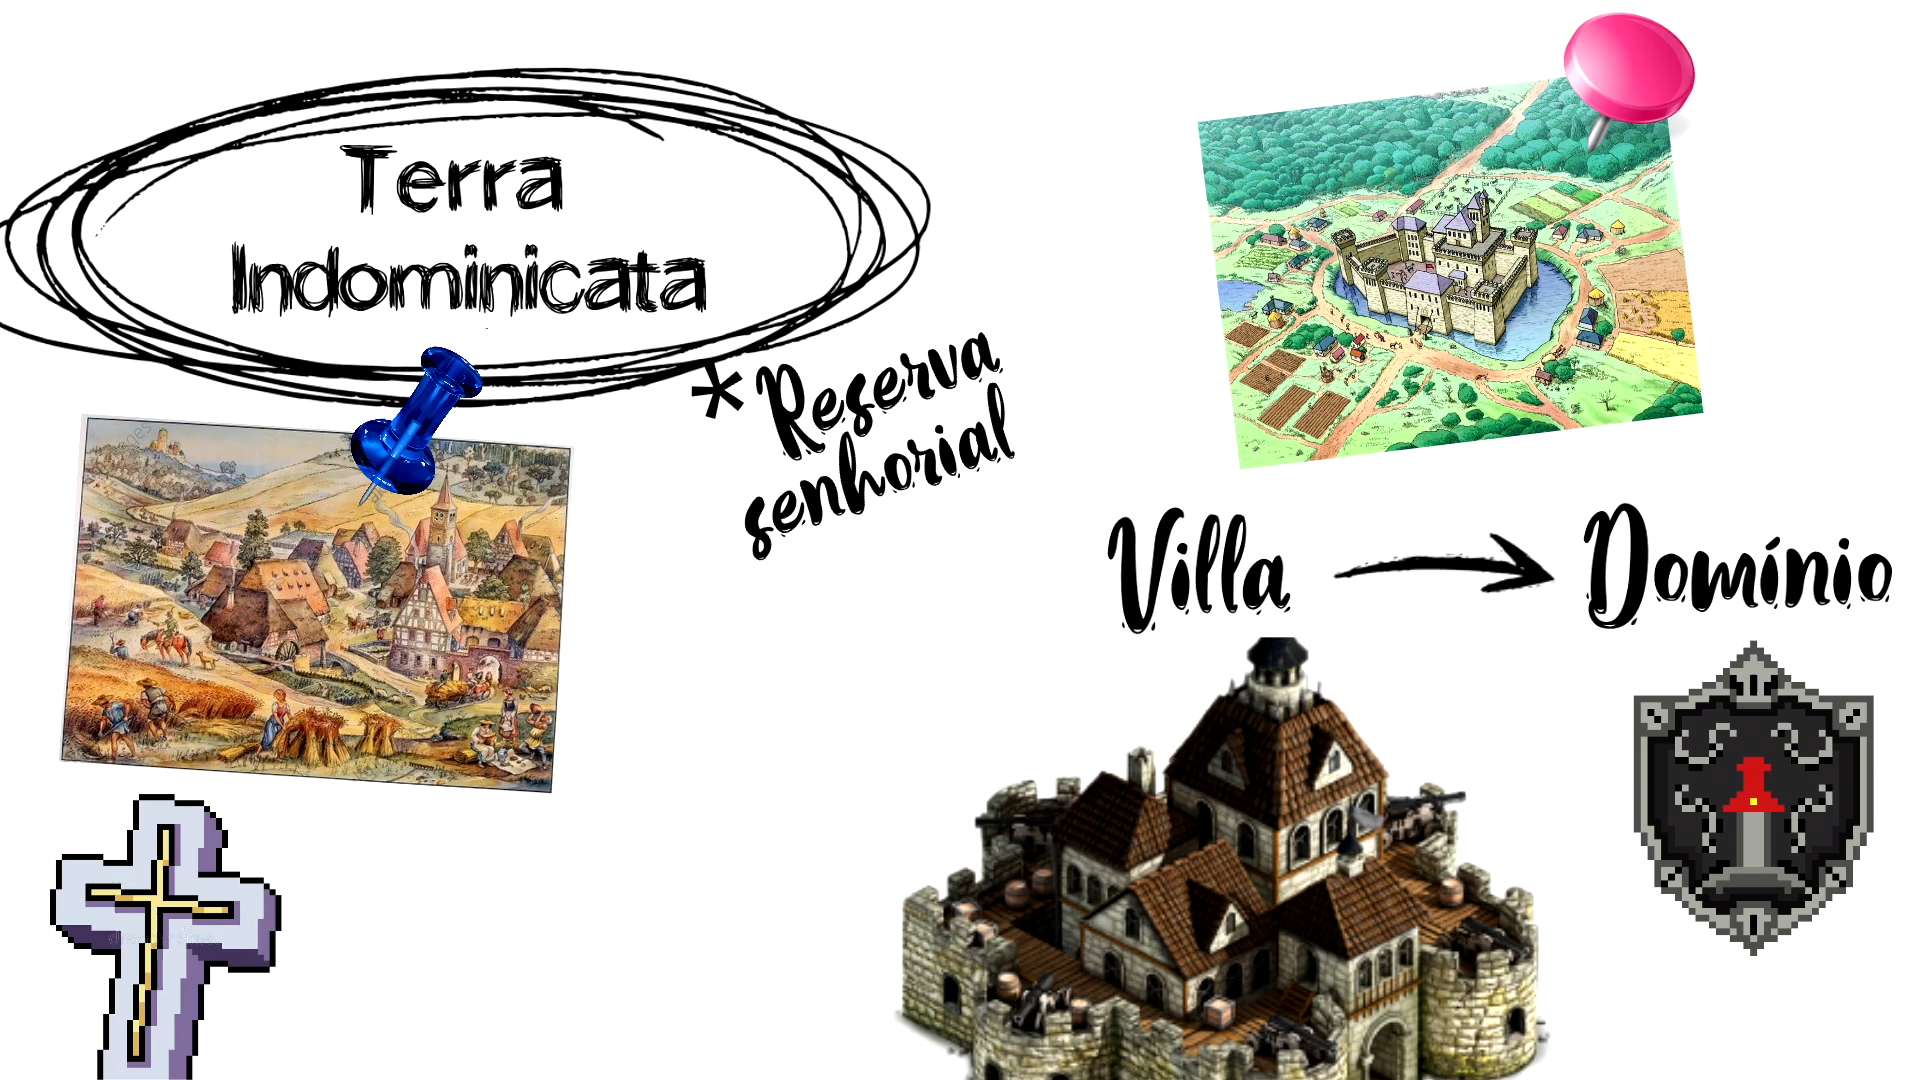 Terra
Indominicata
*Reserva
senhorial
Villa
Domínio